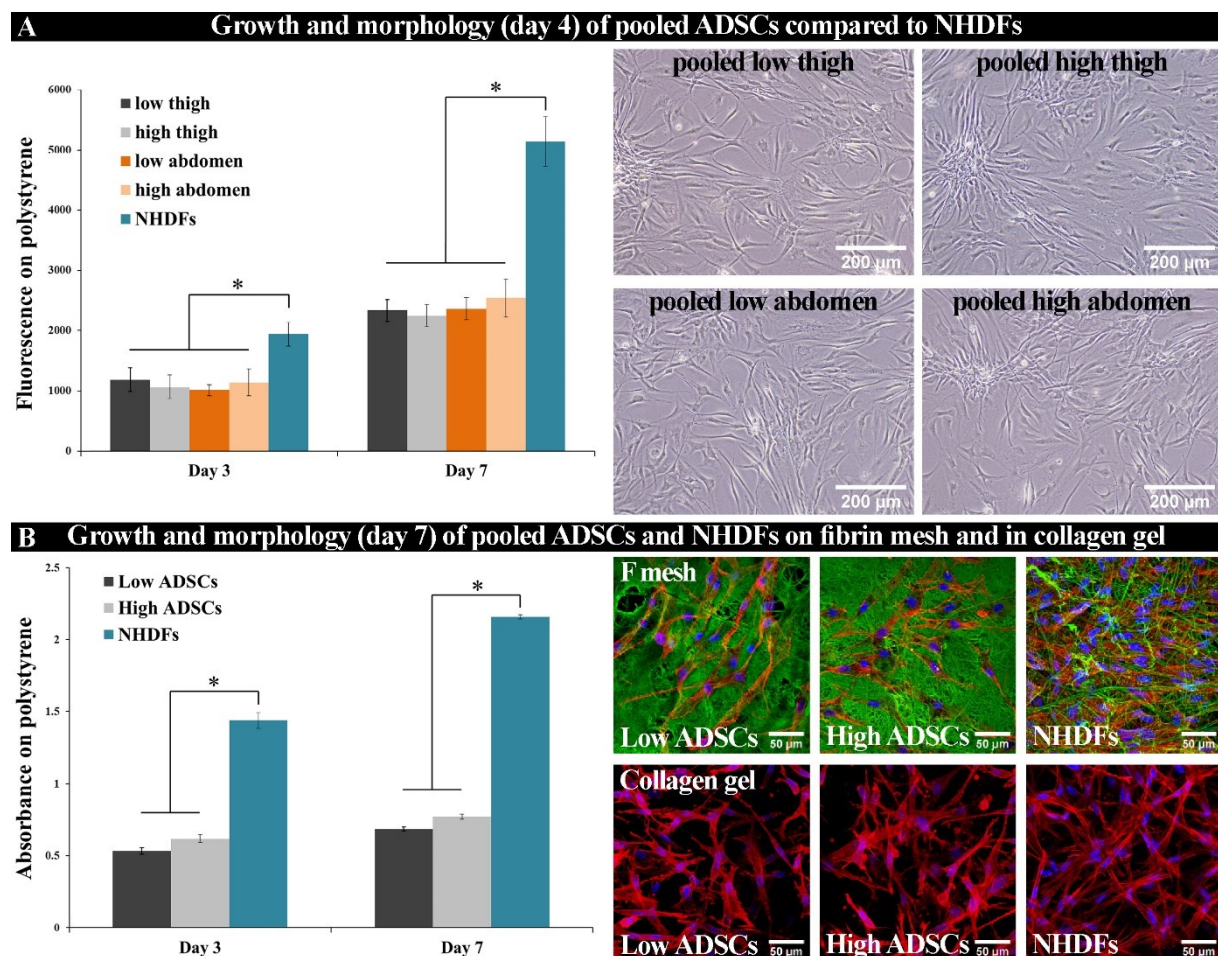 A Growth and morphology (day 4) of pooled ADSCs compared to NHDFs
Fluorescence on polystyrene
6000
5000
4000
3000
2000
1000
0
low thigh
high thigh
low abdomen
high abdomen
NHDFs
*
*
Day 3
Day 7
pooled low thigh
200 µm
pooled high thigh
200 µm
pooled low abdomen
200 µm
pooled high abdomen
200 µm
B Growth and morphology (day 7) of pooled ADSCs and NHDFs on fibrin mesh and in collagen gel
Absorbance on polystyrene
2.5
2
1.5
1
0.5
0
Low ADSCs
High ADSCs
NHDFs
*
*
Day 3
Day 7
F mesh
Low ADSCs
50 µm
High ADSCs
50 µm
NHDFs
50 µm
Collagen gel
Low ADSCs
50 µm
High ADSCs
50 µm
NHDFs
50 µm